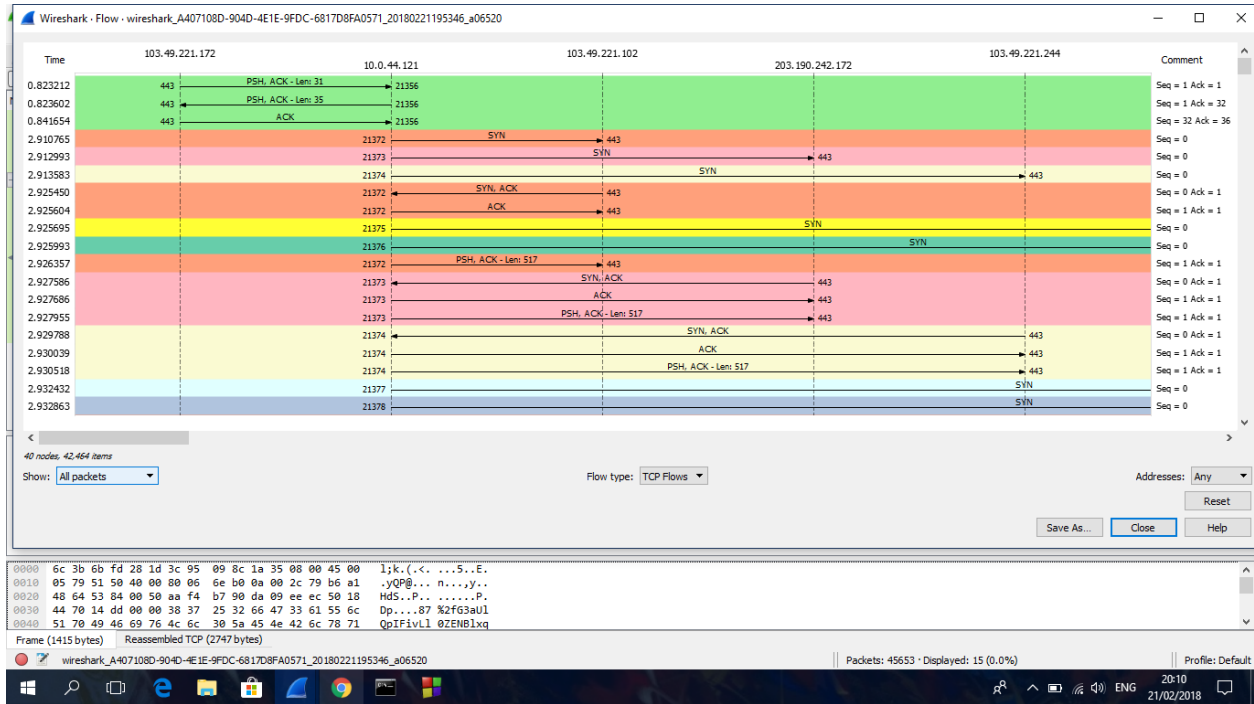 Wireshark · Flow · wireshark_A407108D-904D-4E1E-9FDC-6817D8FA0571_20180221195346_a06520
Time 103.49.221.172 10.0.44.121 103.49.221.102 203.190.242.172 103.49.221.244 Comment
0.823212 443 PSH, ACK - Len: 31 21356 Seq = 1 Ack = 1
0.823602 443 PSH, ACK - Len: 35 21356 Seq = 1 Ack = 32
0.841654 443 ACK 21356 Seq = 32 Ack = 36
2.910765 21372 SYN 443 Seq = 0
2.912993 21373 SYN 443 Seq = 0
2.913583 21374 SYN 443 Seq = 0
2.925450 21372 SYN, ACK 443 Seq = 0 Ack = 1
2.925604 21372 ACK 443 Seq = 1 Ack = 1
2.925695 21375 SYN Seq = 0
2.925993 21376 SYN Seq = 0
2.926357 21372 PSH, ACK - Len: 517 443 Seq = 1 Ack = 1
2.927586 21373 SYN, ACK 443 Seq = 0 Ack = 1
2.927686 21373 ACK 443 Seq = 1 Ack = 1
2.927955 21373 PSH, ACK - Len: 517 443 Seq = 1 Ack = 1
2.929788 21374 SYN, ACK 443 Seq = 0 Ack = 1
2.930039 21374 ACK 443 Seq = 1 Ack = 1
2.930518 21374 PSH, ACK - Len: 517 443 Seq = 1 Ack = 1
2.932432 21377 SYN Seq = 0
2.932863 21378 SYN Seq = 0
40 nodes, 42,464 items
Show: All packets Flow type: TCP Flows Addresses: Any
Reset
Save As... Close Help
0000 6c 3b 6b fd 28 1d 3c 95 09 8c 1a 35 08 00 45 00 l;k.(.<. ...5..E.
0010 05 79 51 50 40 00 80 06 6e b0 0a 00 2c 79 b6 a1 .yQP@... n...,y..
0020 48 64 53 84 00 50 aa f4 b7 90 da 09 ee ec 50 18 HdS..P.. ......P.
0030 44 70 14 dd 00 00 38 37 25 32 66 47 33 61 55 6c Dp....87 %2fG3aUl
0040 51 70 49 46 69 76 4c 6c 30 5a 45 4e 42 6c 78 71 QpIFivLl 0ZENBlxq
Frame (1415 bytes) Reassembled TCP (2747 bytes)
wireshark_A407108D-904D-4E1E-9FDC-6817D8FA0571_20180221195346_a06520 Packets: 45653 · Displayed: 15 (0.0%) Profile: Default
ENG 20:10
21/02/2018